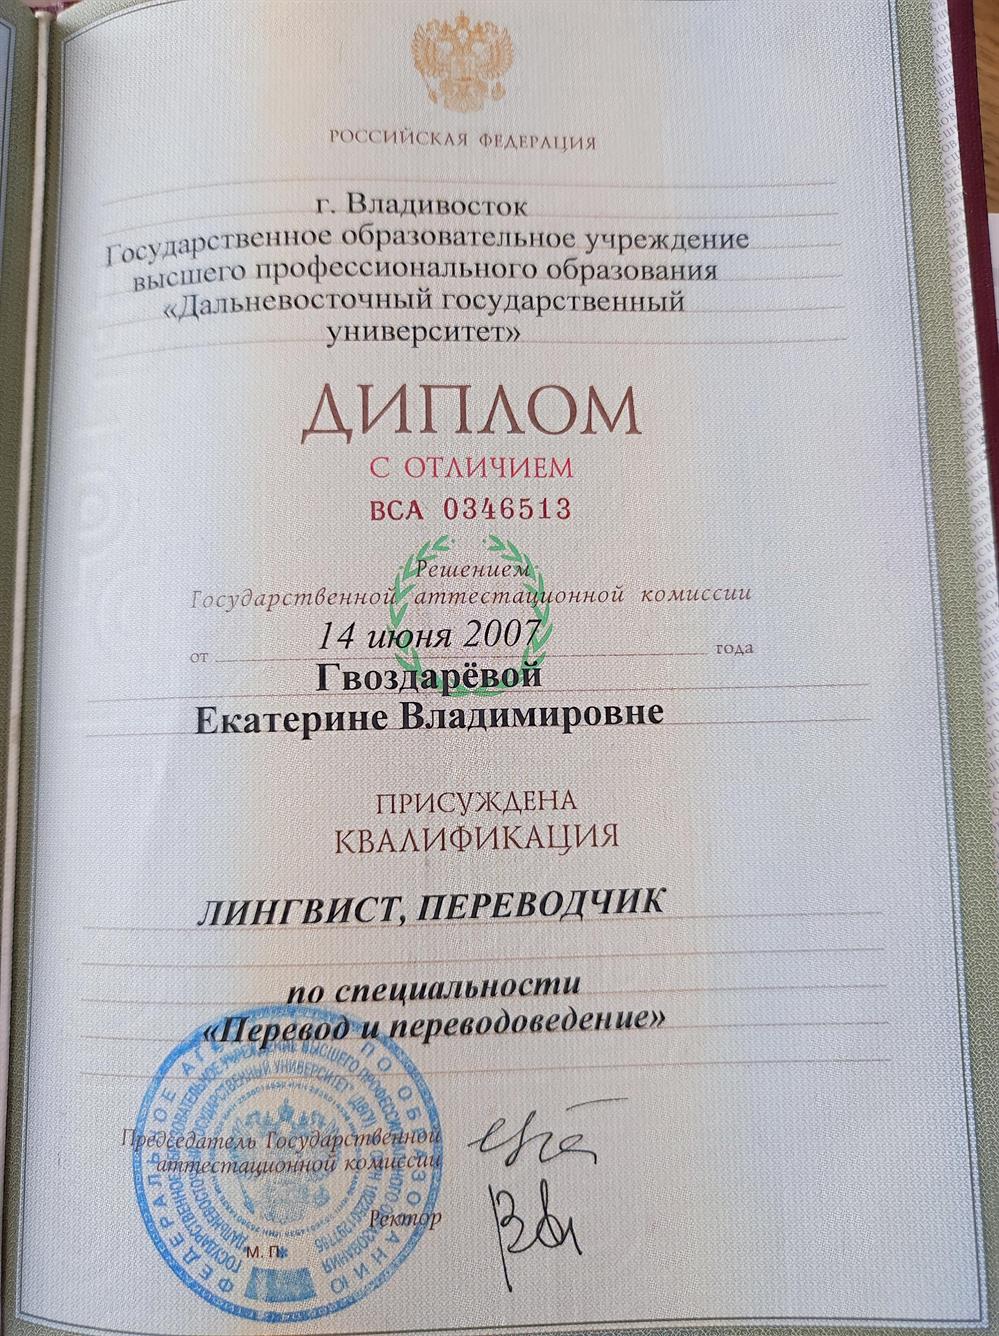 РОССИЙСКАЯ ФЕДЕРАЦИЯ
г. Владивосток
Государственное образовательное учреждение
высшего профессионального образования
«Дальневосточный государственный
университет»
ДИПЛОМ
С ОТЛИЧИЕМ
ВСА 0346513
Решением
Государственной аттестационной комиссии
от 14 июня 2007 года
Гвоздарёвой
Екатерине Владимировне
ПРИСУЖДЕНА
КВАЛИФИКАЦИЯ
ЛИНГВИСТ, ПЕРЕВОДЧИК
по специальности
«Перевод и переводоведение»
Председатель Государственной
аттестационной комиссии
Ректор
М. П.